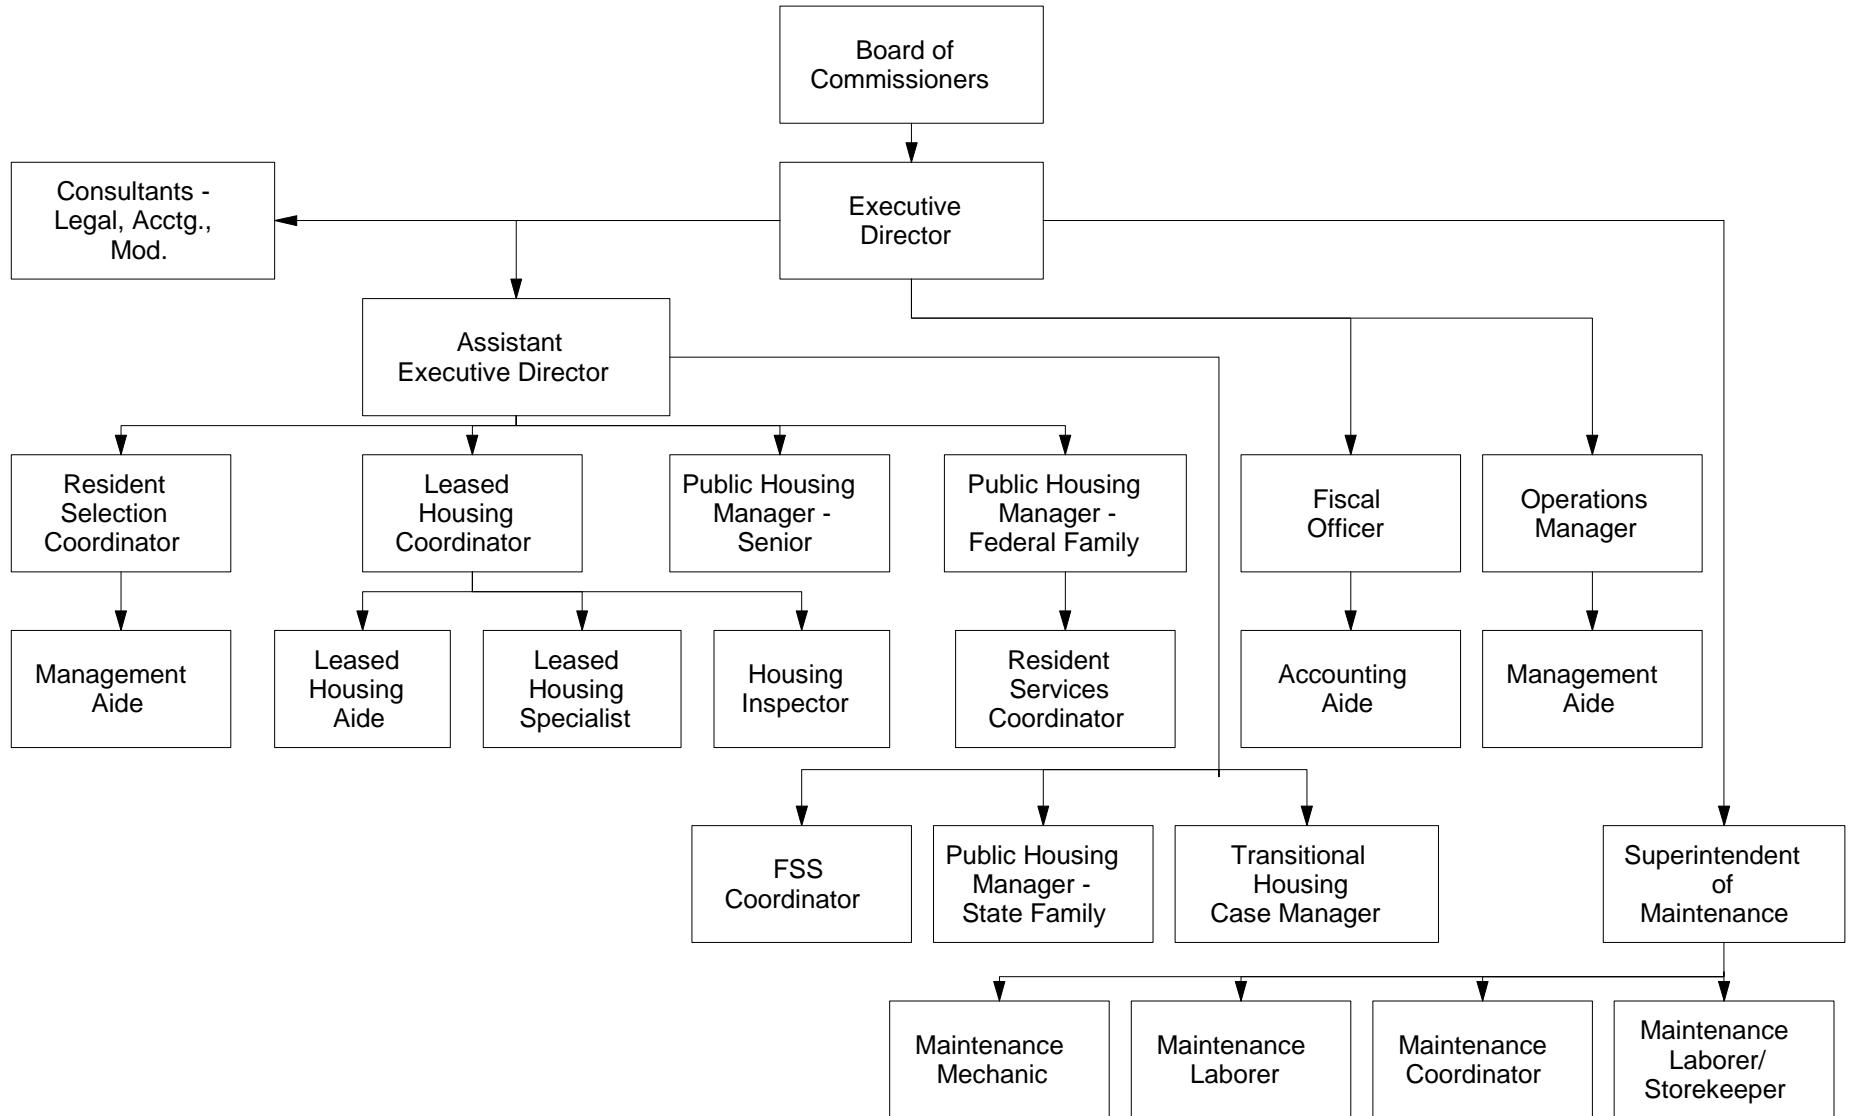 Board of
Commissioners
Consultants -
Legal, Acctg.,
Mod.
Executive
Director
Assistant
Executive Director
Resident
Selection
Coordinator
Leased
Housing
Coordinator
Public Housing
Manager -
Senior
Public Housing
Manager -
Federal Family
Fiscal
Officer
Operations
Manager
Management
Aide
Leased
Housing
Aide
Leased
Housing
Specialist
Housing
Inspector
Resident
Services
Coordinator
Accounting
Aide
Management
Aide
FSS
Coordinator
Public Housing
Manager -
State Family
Transitional
Housing
Case Manager
Superintendent
of
Maintenance
Maintenance
Mechanic
Maintenance
Laborer
Maintenance
Coordinator
Maintenance
Laborer/
Storekeeper